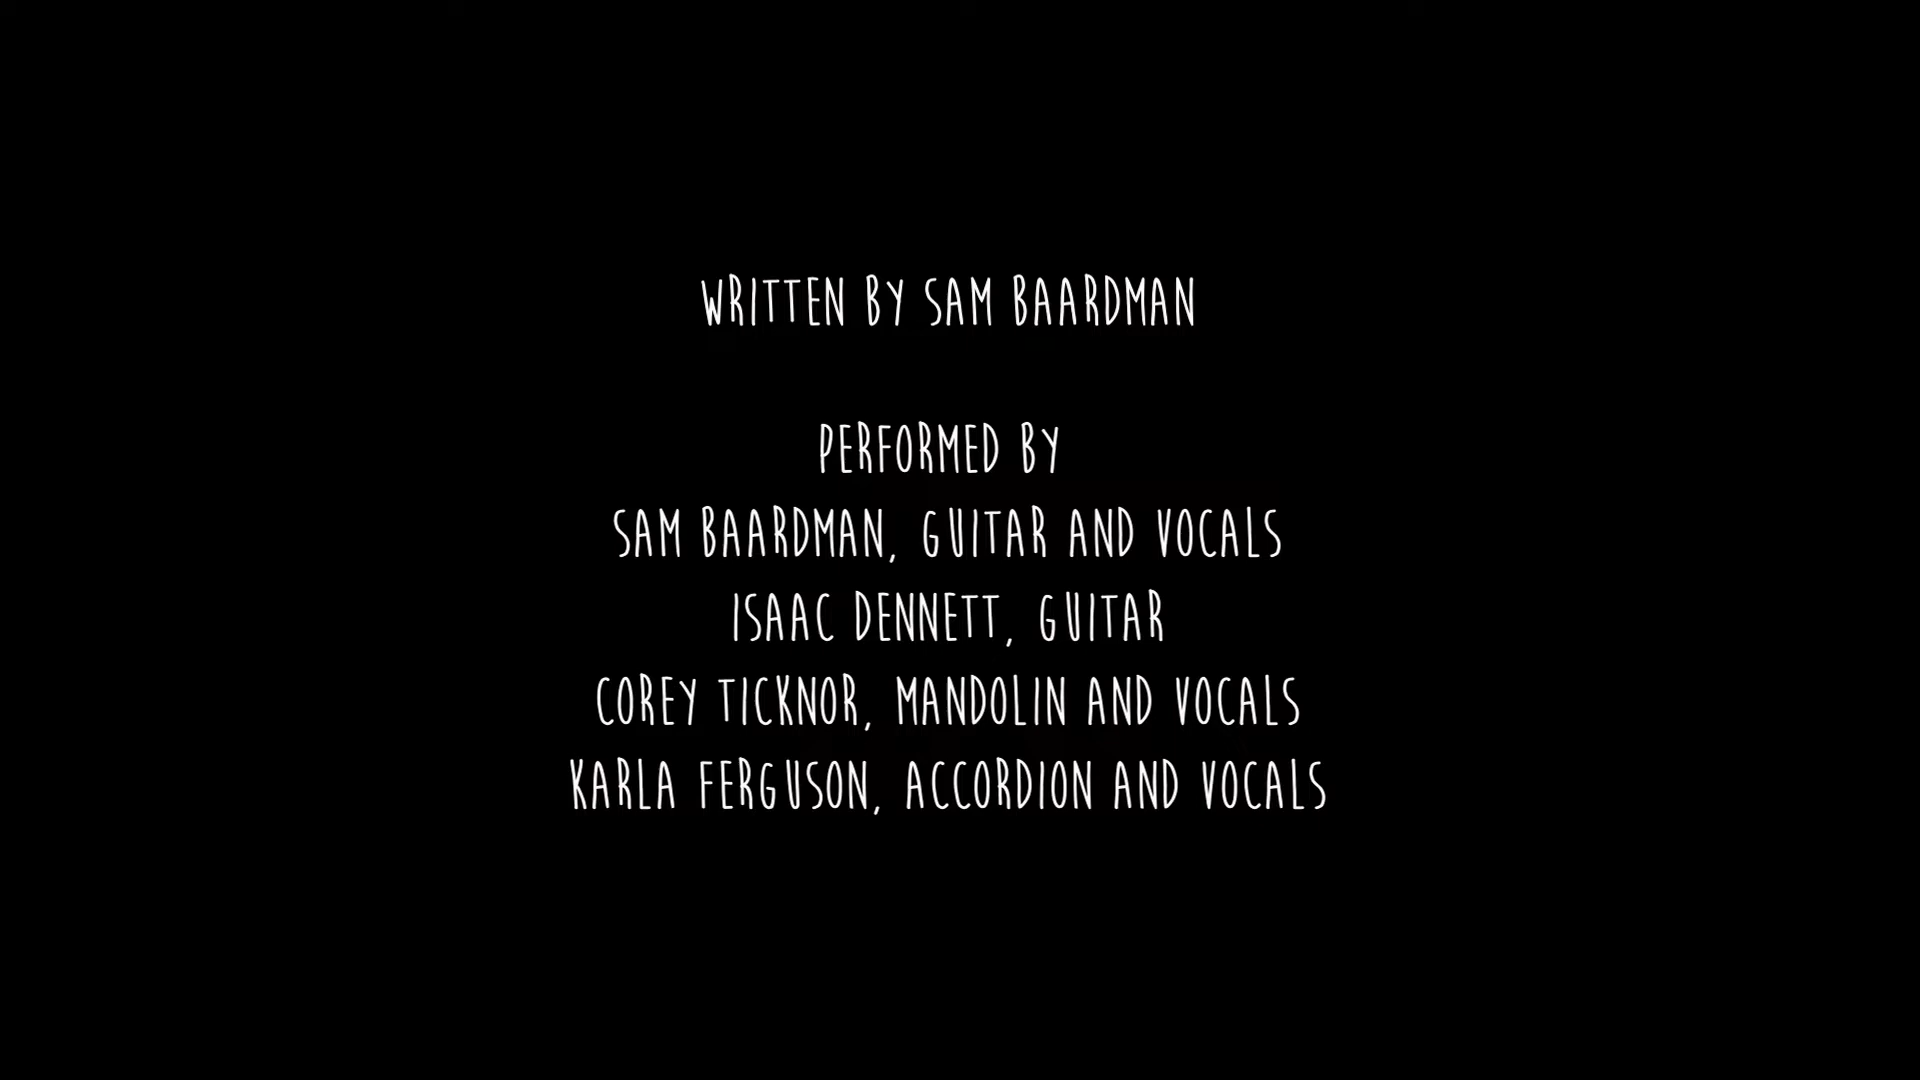 WRITTEN BY SAM BAARDMAN
PERFORMED BY
SAM BAARDMAN, GUITAR AND VOCALS
ISAAC DENNETT, GUITAR
COREY TICKNOR, MANDOLIN AND VOCALS
KARLA FERGUSON, ACCORDION AND VOCALS